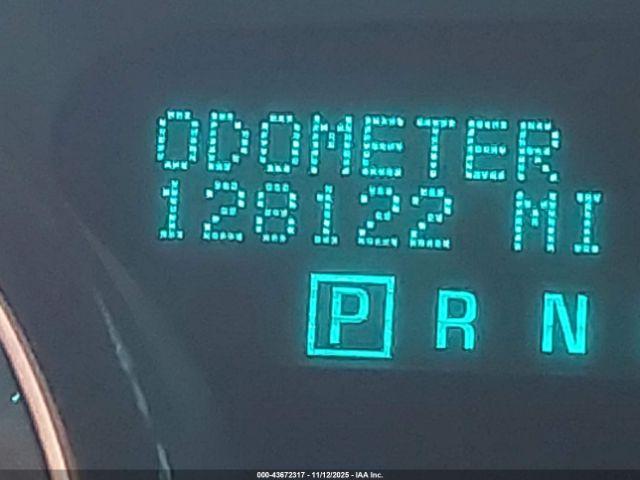 ODOMETER
128122 MI
P R N
000-43672317 - 11/12/2025 - IAA Inc.